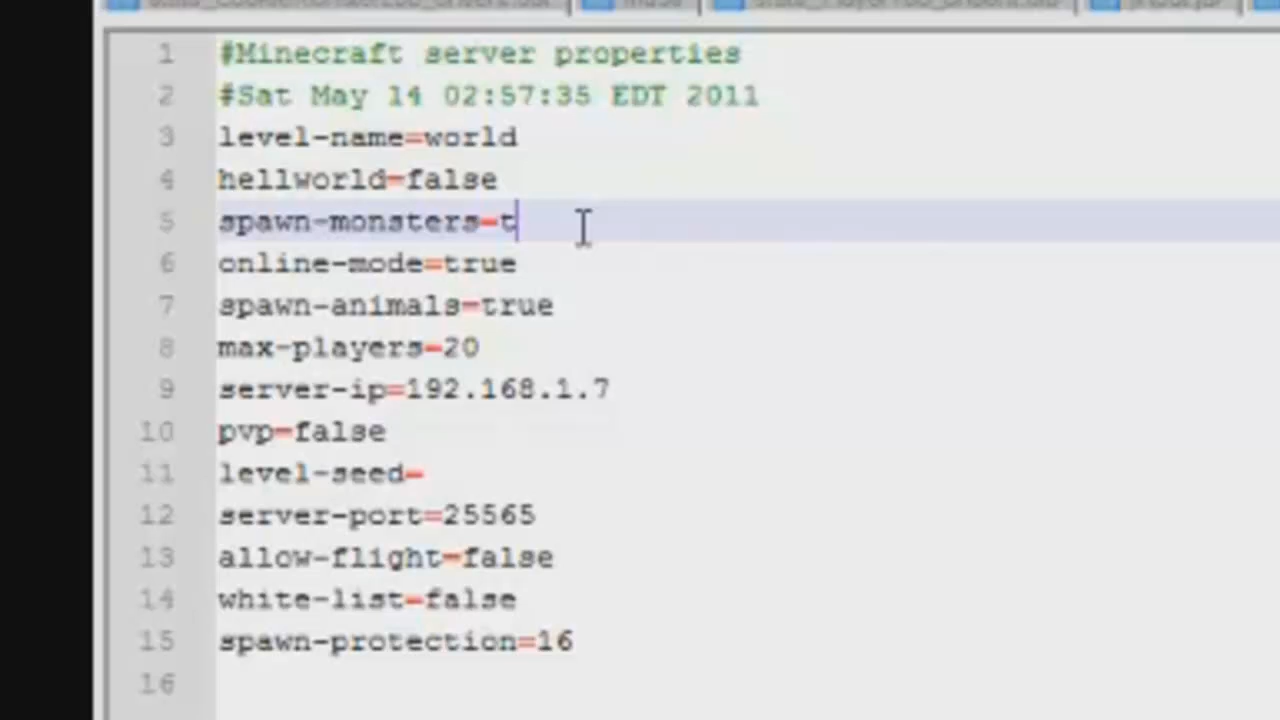 1 #Minecraft server properties
2 #Sat May 14 02:57:35 EDT 2011
3 level-name=world
4 hellworld=false
5 spawn-monsters=t
6 online-mode=true
7 spawn-animals=true
8 max-players=20
9 server-ip=192.168.1.7
10 pvp=false
11 level-seed=
12 server-port=25565
13 allow-flight=false
14 white-list=false
15 spawn-protection=16
16